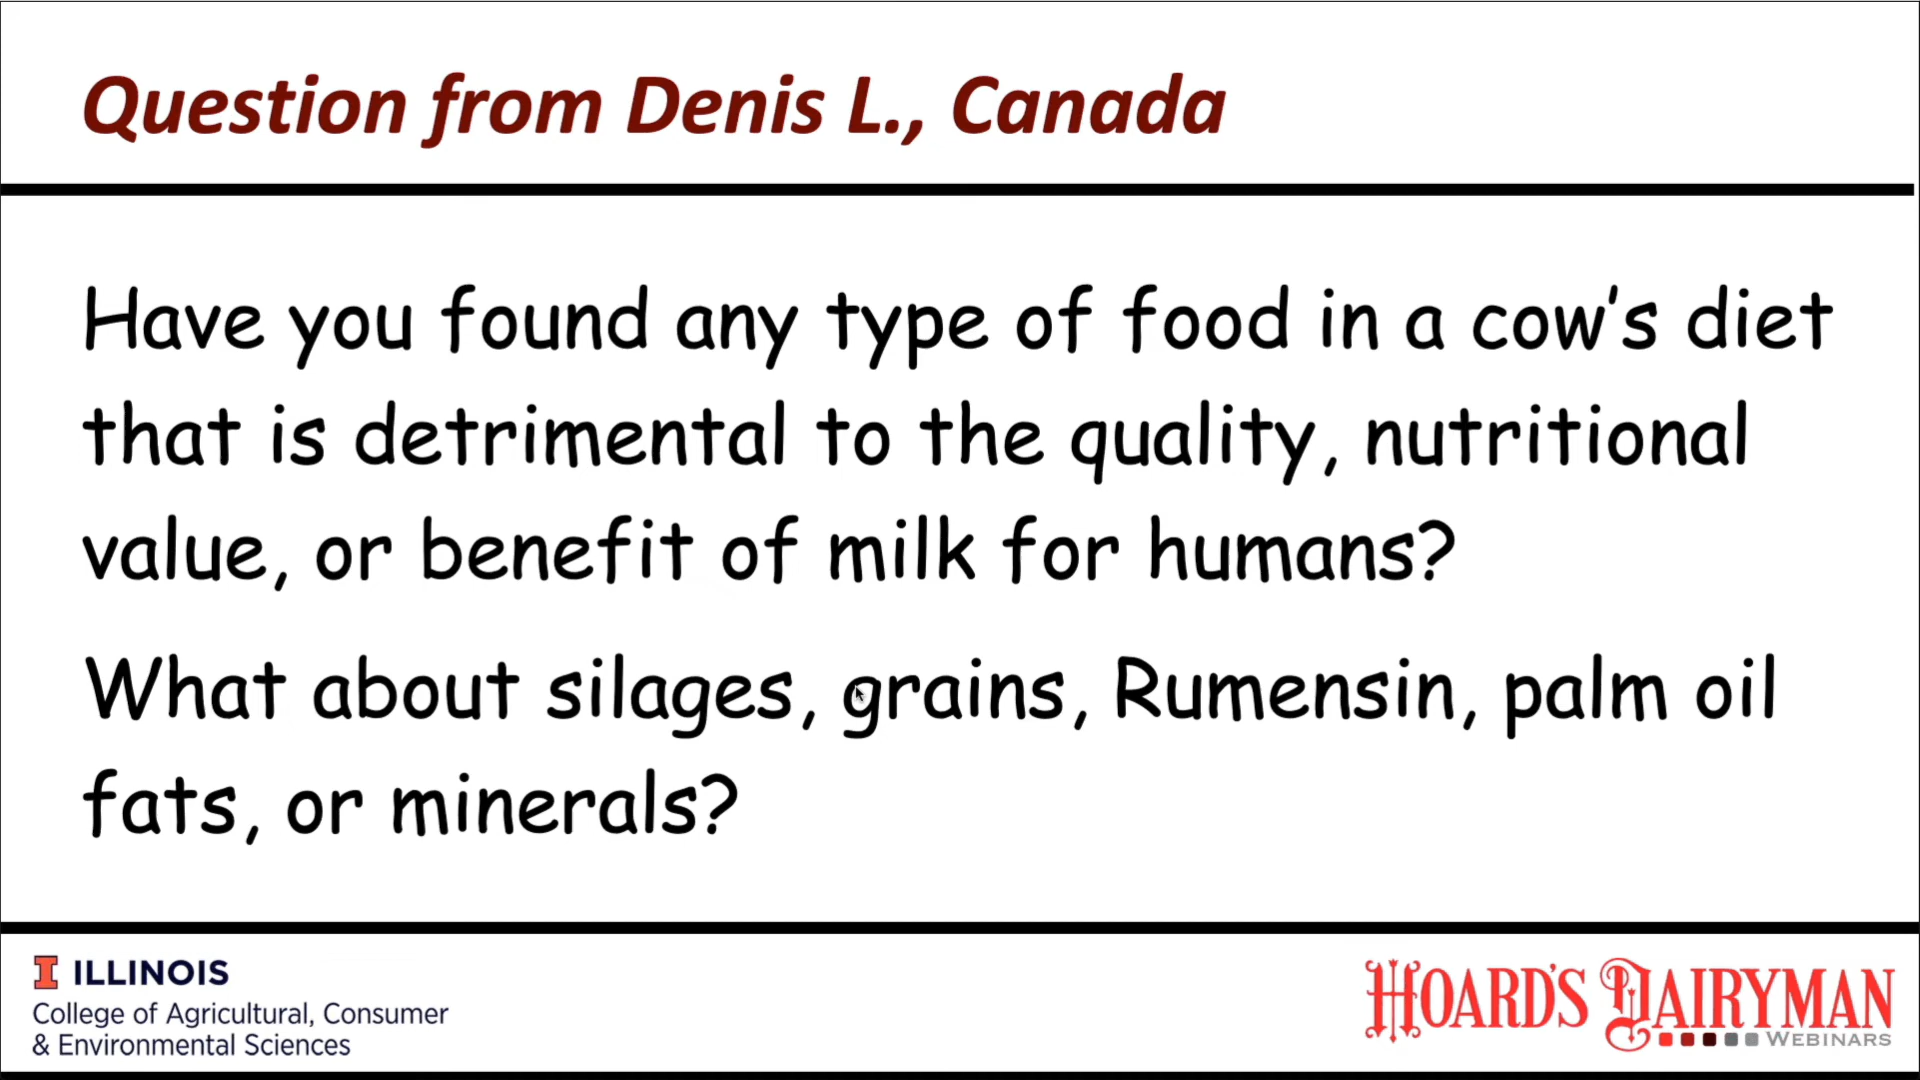 Question from Denis L., Canada
Have you found any type of food in a cow's diet
that is detrimental to the quality, nutritional
value, or benefit of milk for humans?
What about silages, grains, Rumensin, palm oil
fats, or minerals?
I ILLINOIS
College of Agricultural, Consumer
& Environmental Sciences
HOARD'S DAIRYMAN
WEBINARS